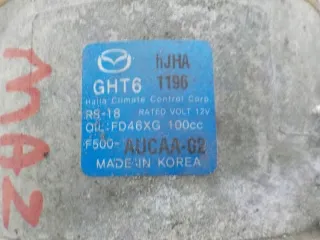 hJHA
GHT6 1196
Halla Climate Control Corp.
RS-18 RATED VOLT 12V
OIL:FD46XG 100cc
F500- AUCAA-02
MADE IN KOREA
MAZ